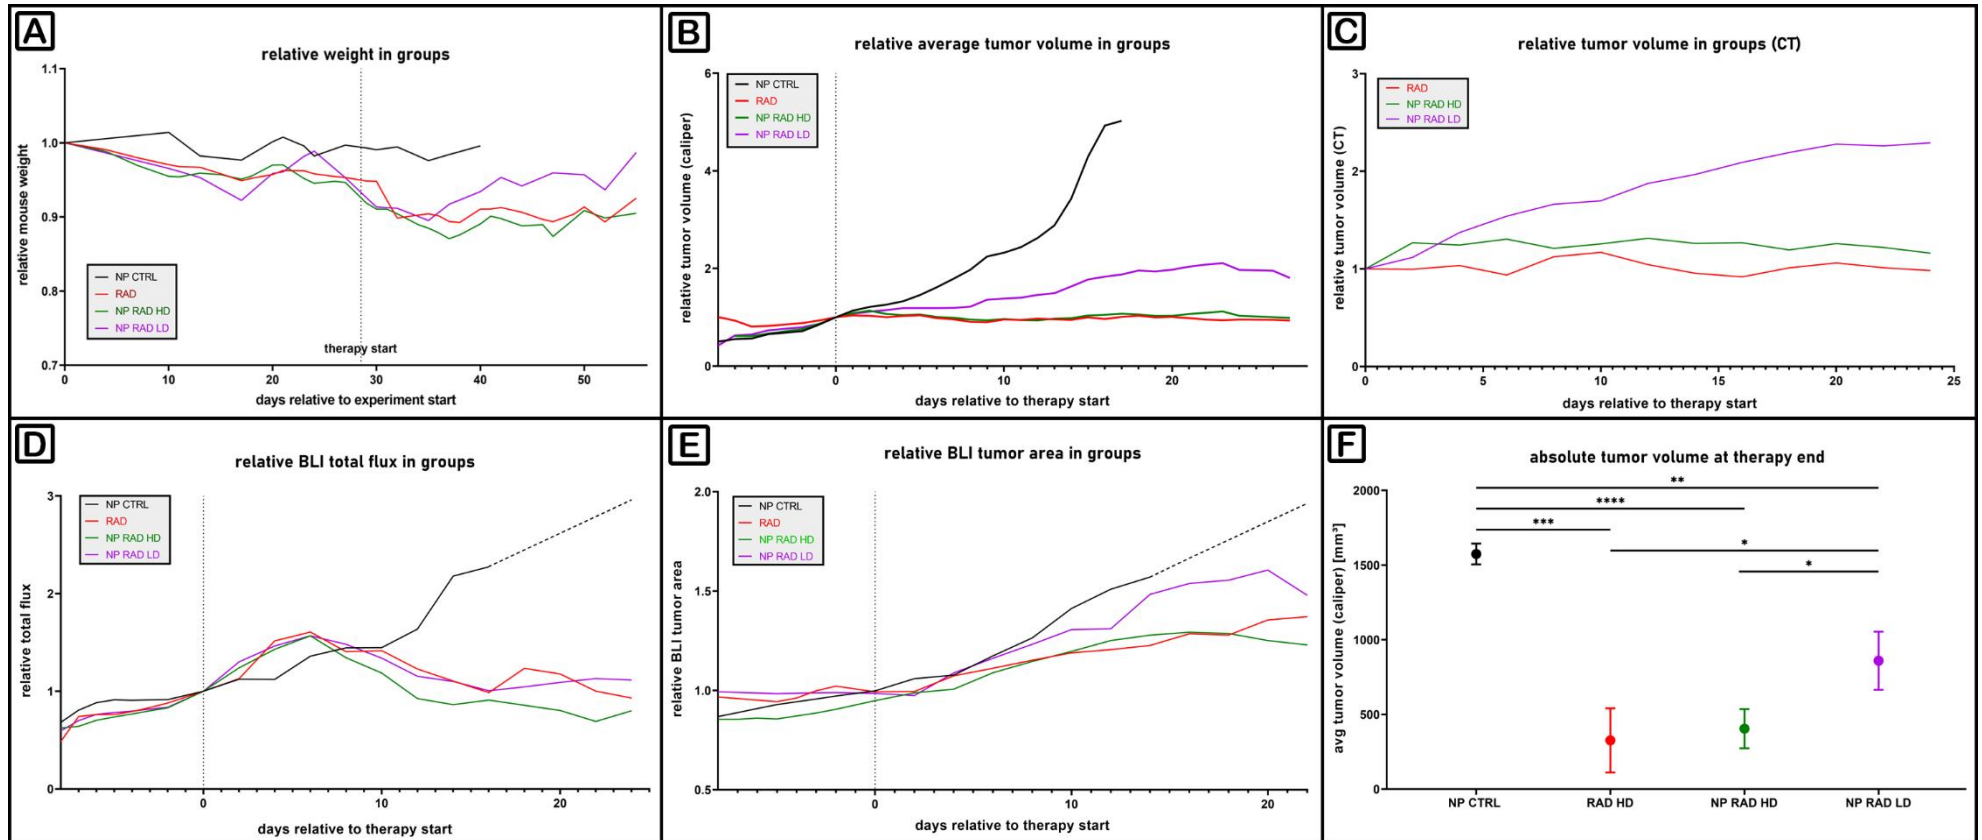 A
relative weight in groups
relative mouse weight
1.1
1.0
0.9
0.8
0.7
NP CTRL
RAD
NP RAD HD
NP RAD LD
therapy start
0 10 20 30 40 50
days relative to experiment start
B
relative average tumor volume in groups
relative tumor volume (caliper)
6
4
2
0
NP CTRL
RAD
NP RAD HD
NP RAD LD
0 10 20
days relative to therapy start
C
relative tumor volume in groups (CT)
relative tumor volume (CT)
3
2
1
0
RAD
NP RAD HD
NP RAD LD
0 5 10 15 20 25
days relative to therapy start
D
relative BLI total flux in groups
relative total flux
3
2
1
0
NP CTRL
RAD
NP RAD HD
NP RAD LD
0 10 20
days relative to therapy start
E
relative BLI tumor area in groups
relative BLI tumor area
2.0
1.5
1.0
0.5
NP CTRL
RAD
NP RAD HD
NP RAD LD
0 10 20
days relative to therapy start
F
absolute tumor volume at therapy end
avg tumor volume (caliper) [mm³]
2000
1500
1000
500
0
**
****
***
*
*
NP CTRL RAD HD NP RAD HD NP RAD LD